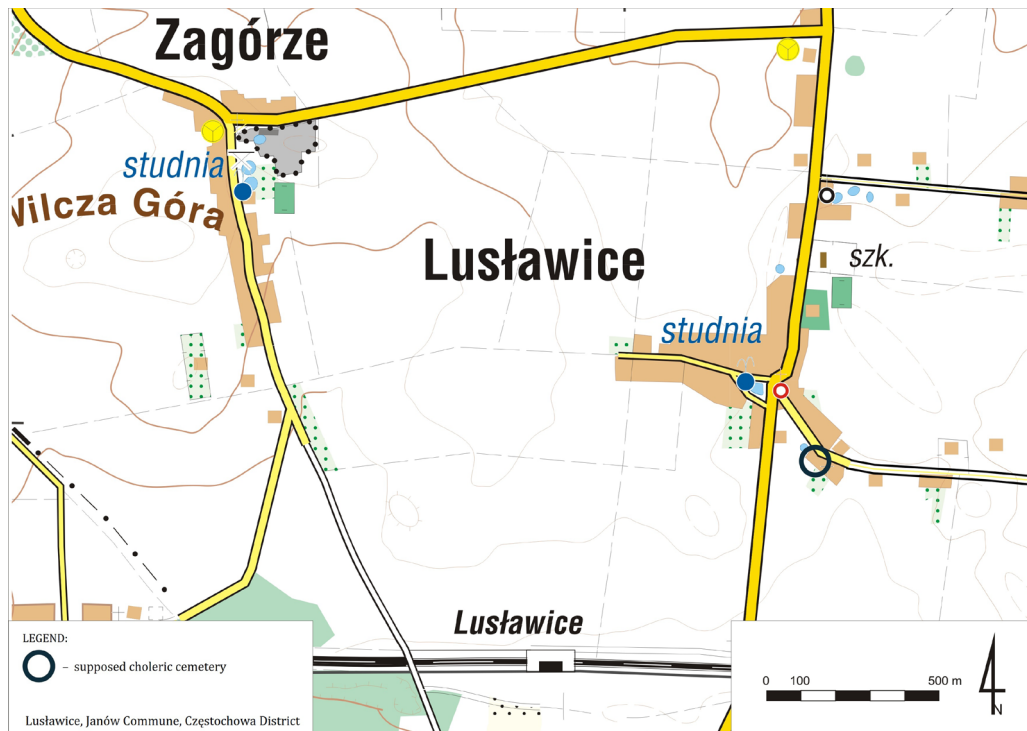 Zagórze
studnia
Wilcza Góra
Lusławice
szk.
studnia
Lusławice
LEGEND:
– supposed choleric cemetery
Lusławice, Janów Commune, Częstochowa District
0 100 500 m
N